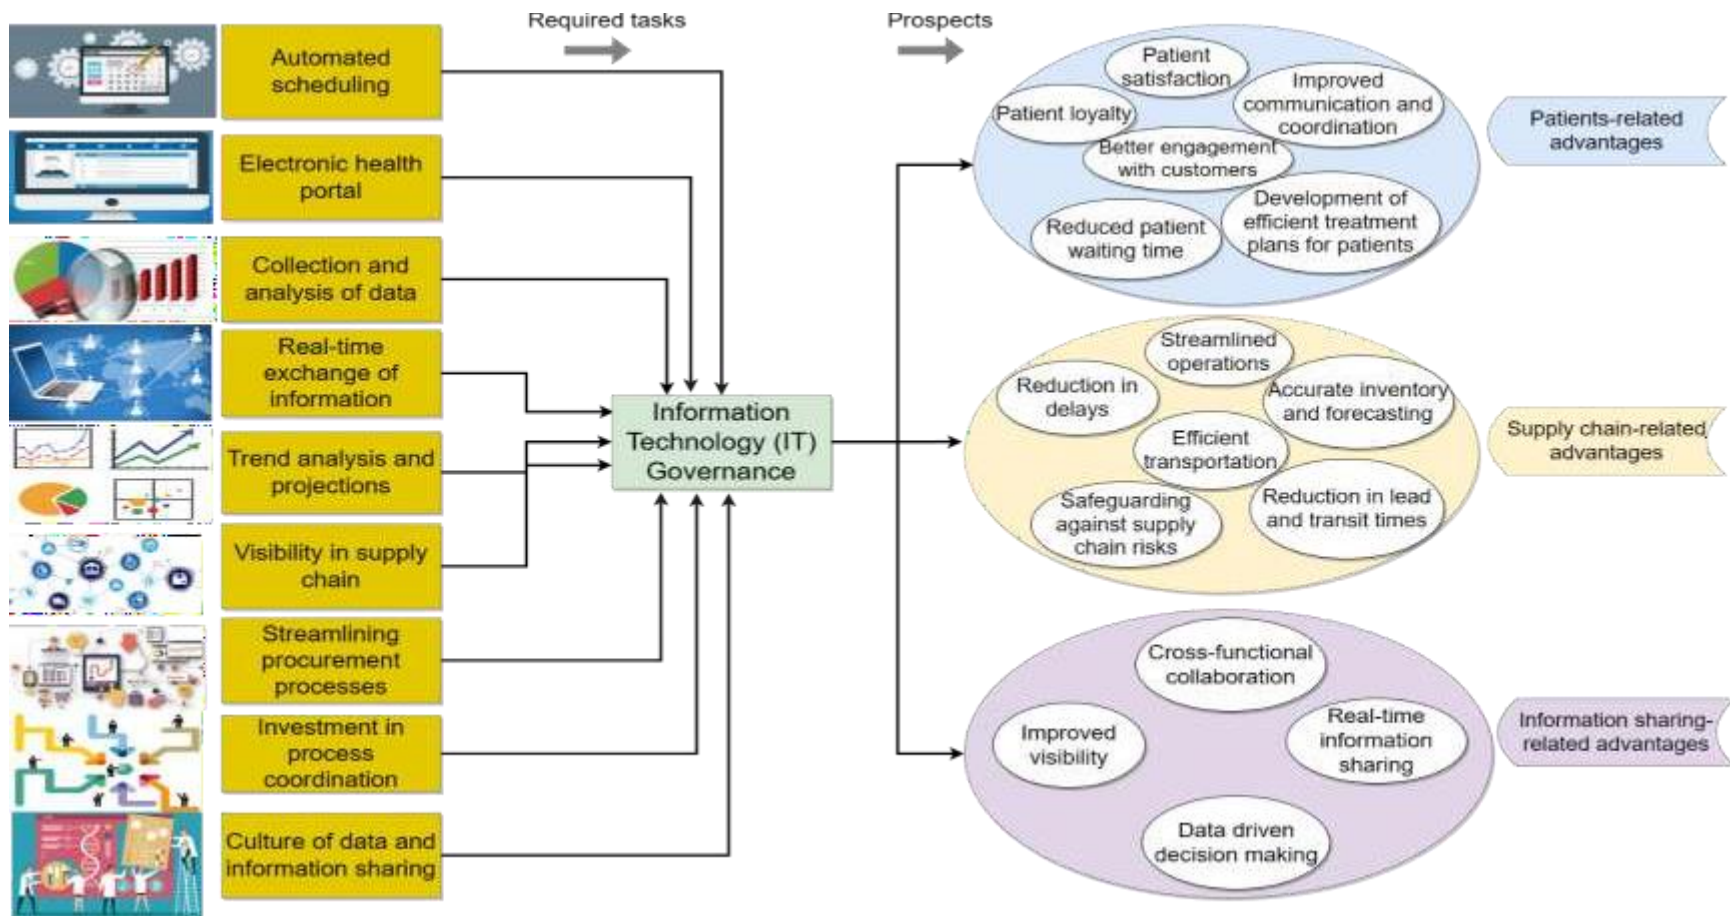 Required tasks
Prospects
Automated
scheduling
Electronic health
portal
Collection and
analysis of data
Real-time
exchange of
information
Trend analysis and
projections
Visibility in supply
chain
Streamlining
procurement
processes
Investment in
process
coordination
Culture of data and
information sharing
Information
Technology (IT)
Governance
Patient
satisfaction
Patient loyalty
Improved
communication and
coordination
Better engagement
with customers
Reduced patient
waiting time
Development of
efficient treatment
plans for patients
Patients-related
advantages
Streamlined
operations
Reduction in
delays
Accurate inventory
and forecasting
Efficient
transportation
Safeguarding
against supply
chain risks
Reduction in lead
and transit times
Supply chain-related
advantages
Cross-functional
collaboration
Improved
visibility
Real-time
information
sharing
Data driven
decision making
Information sharing-
related advantages